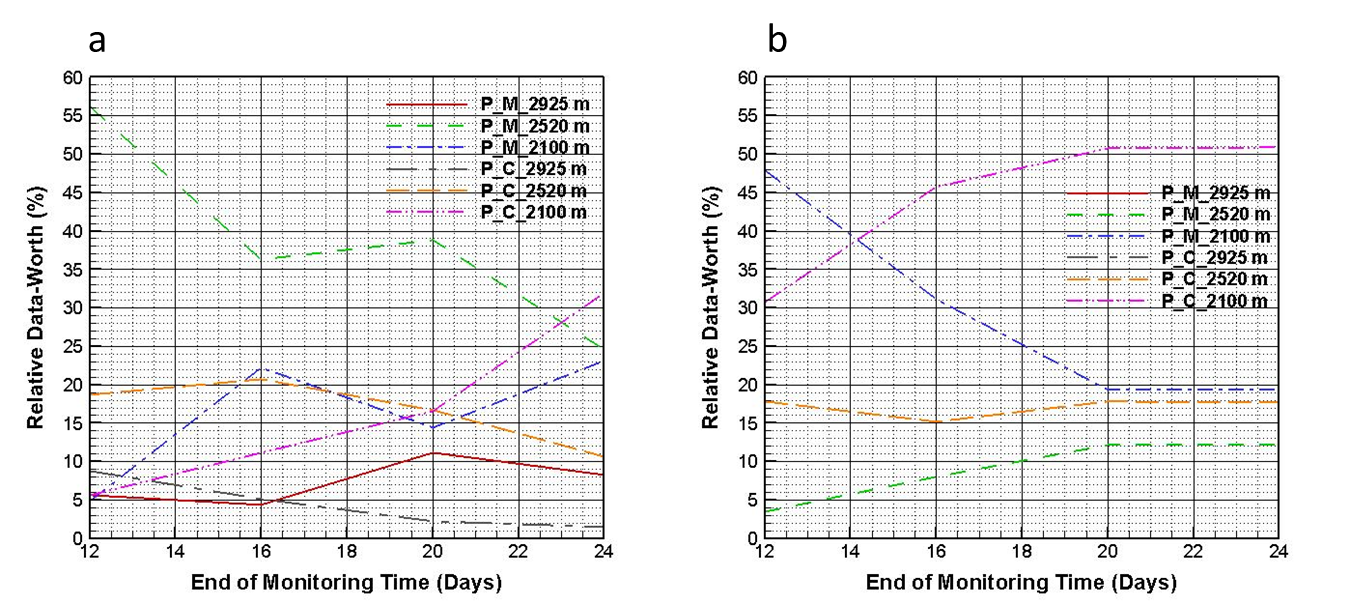 a
60
55
50
45
40
35
30
25
20
15
10
5
0
12 14 16 18 20 22 24
Relative Data-Worth (%)
End of Monitoring Time (Days)
P_M_2925 m
P_M_2520 m
P_M_2100 m
P_C_2925 m
P_C_2520 m
P_C_2100 m
b
60
55
50
45
40
35
30
25
20
15
10
5
0
12 14 16 18 20 22 24
Relative Data-Worth (%)
End of Monitoring Time (Days)
P_M_2925 m
P_M_2520 m
P_M_2100 m
P_C_2925 m
P_C_2520 m
P_C_2100 m